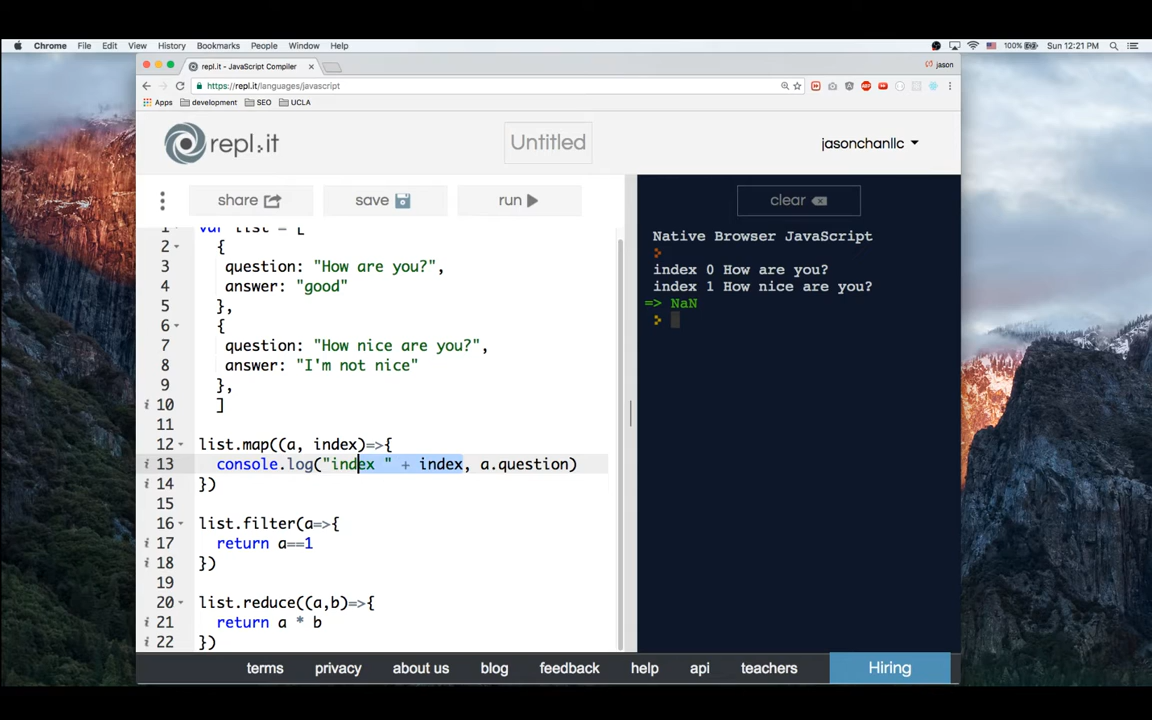 Chrome File Edit View History Bookmarks People Window Help 100% Sun 12:21 PM
repl.it - JavaScript Compiler jason
https://repl.it/languages/javascript
Apps development SEO UCLA
repl.it Untitled jasonchanllc
share save run clear
1 var list = [
2 {
3 question: "How are you?",
4 answer: "good"
5 },
6 {
7 question: "How nice are you?",
8 answer: "I'm not nice"
9 },
10 ]
11
12 list.map((a, index)=>{
13 console.log("index " + index, a.question)
14 })
15
16 list.filter(a=>{
17 return a==1
18 })
19
20 list.reduce((a,b)=>{
21 return a * b
22 })
Native Browser JavaScript
index 0 How are you?
index 1 How nice are you?
=> NaN
terms privacy about us blog feedback help api teachers Hiring